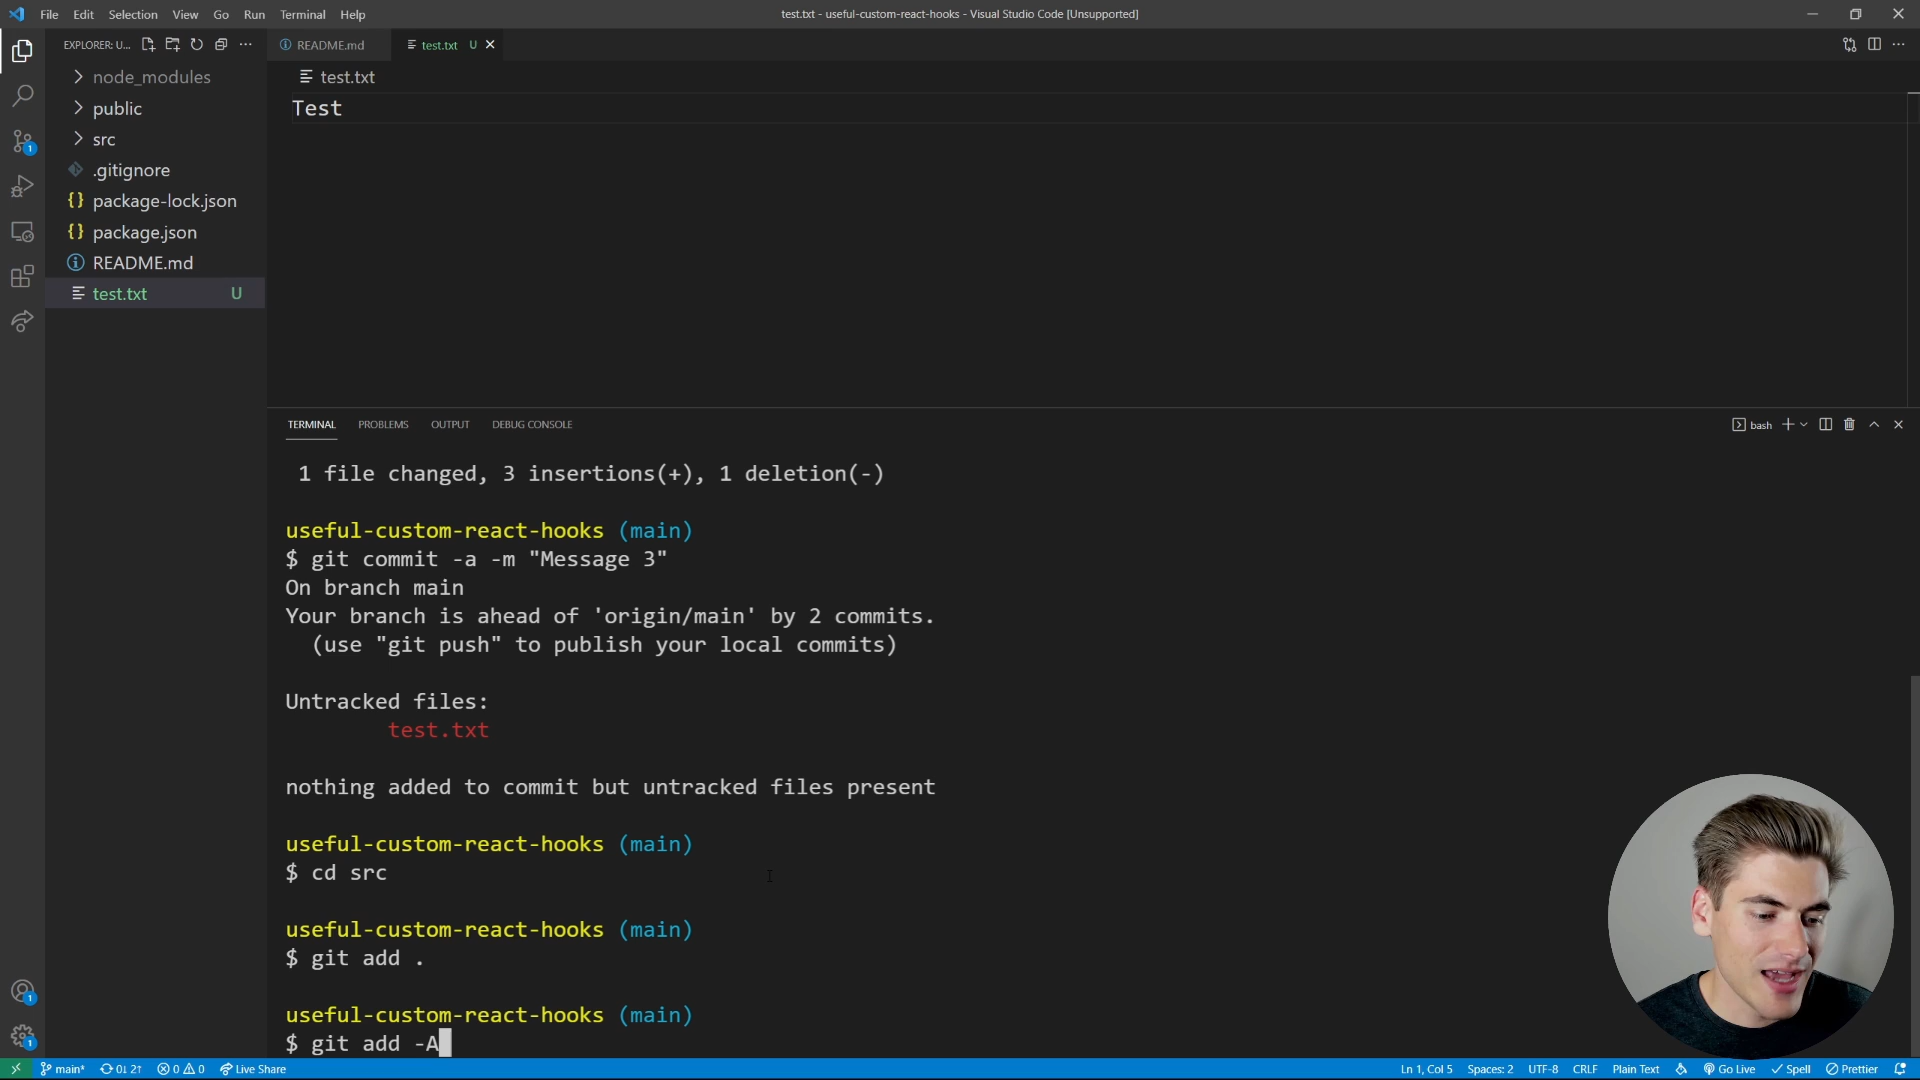 File Edit Selection View Go Run Terminal Help
test.txt - useful-custom-react-hooks - Visual Studio Code [Unsupported]
EXPLORER: U...
README.md
test.txt U
node_modules
public
src
.gitignore
package-lock.json
package.json
README.md
test.txt U
test.txt
Test
TERMINAL PROBLEMS OUTPUT DEBUG CONSOLE
bash
1 file changed, 3 insertions(+), 1 deletion(-)
useful-custom-react-hooks (main)
$ git commit -a -m "Message 3"
On branch main
Your branch is ahead of 'origin/main' by 2 commits.
(use "git push" to publish your local commits)
Untracked files:
test.txt
nothing added to commit but untracked files present
useful-custom-react-hooks (main)
$ cd src
useful-custom-react-hooks (main)
$ git add .
useful-custom-react-hooks (main)
$ git add -A
1
1
1
main* 0↓ 2↑ 0 0 Live Share
Ln 1, Col 5 Spaces: 2 UTF-8 CRLF Plain Text Go Live Spell Prettier